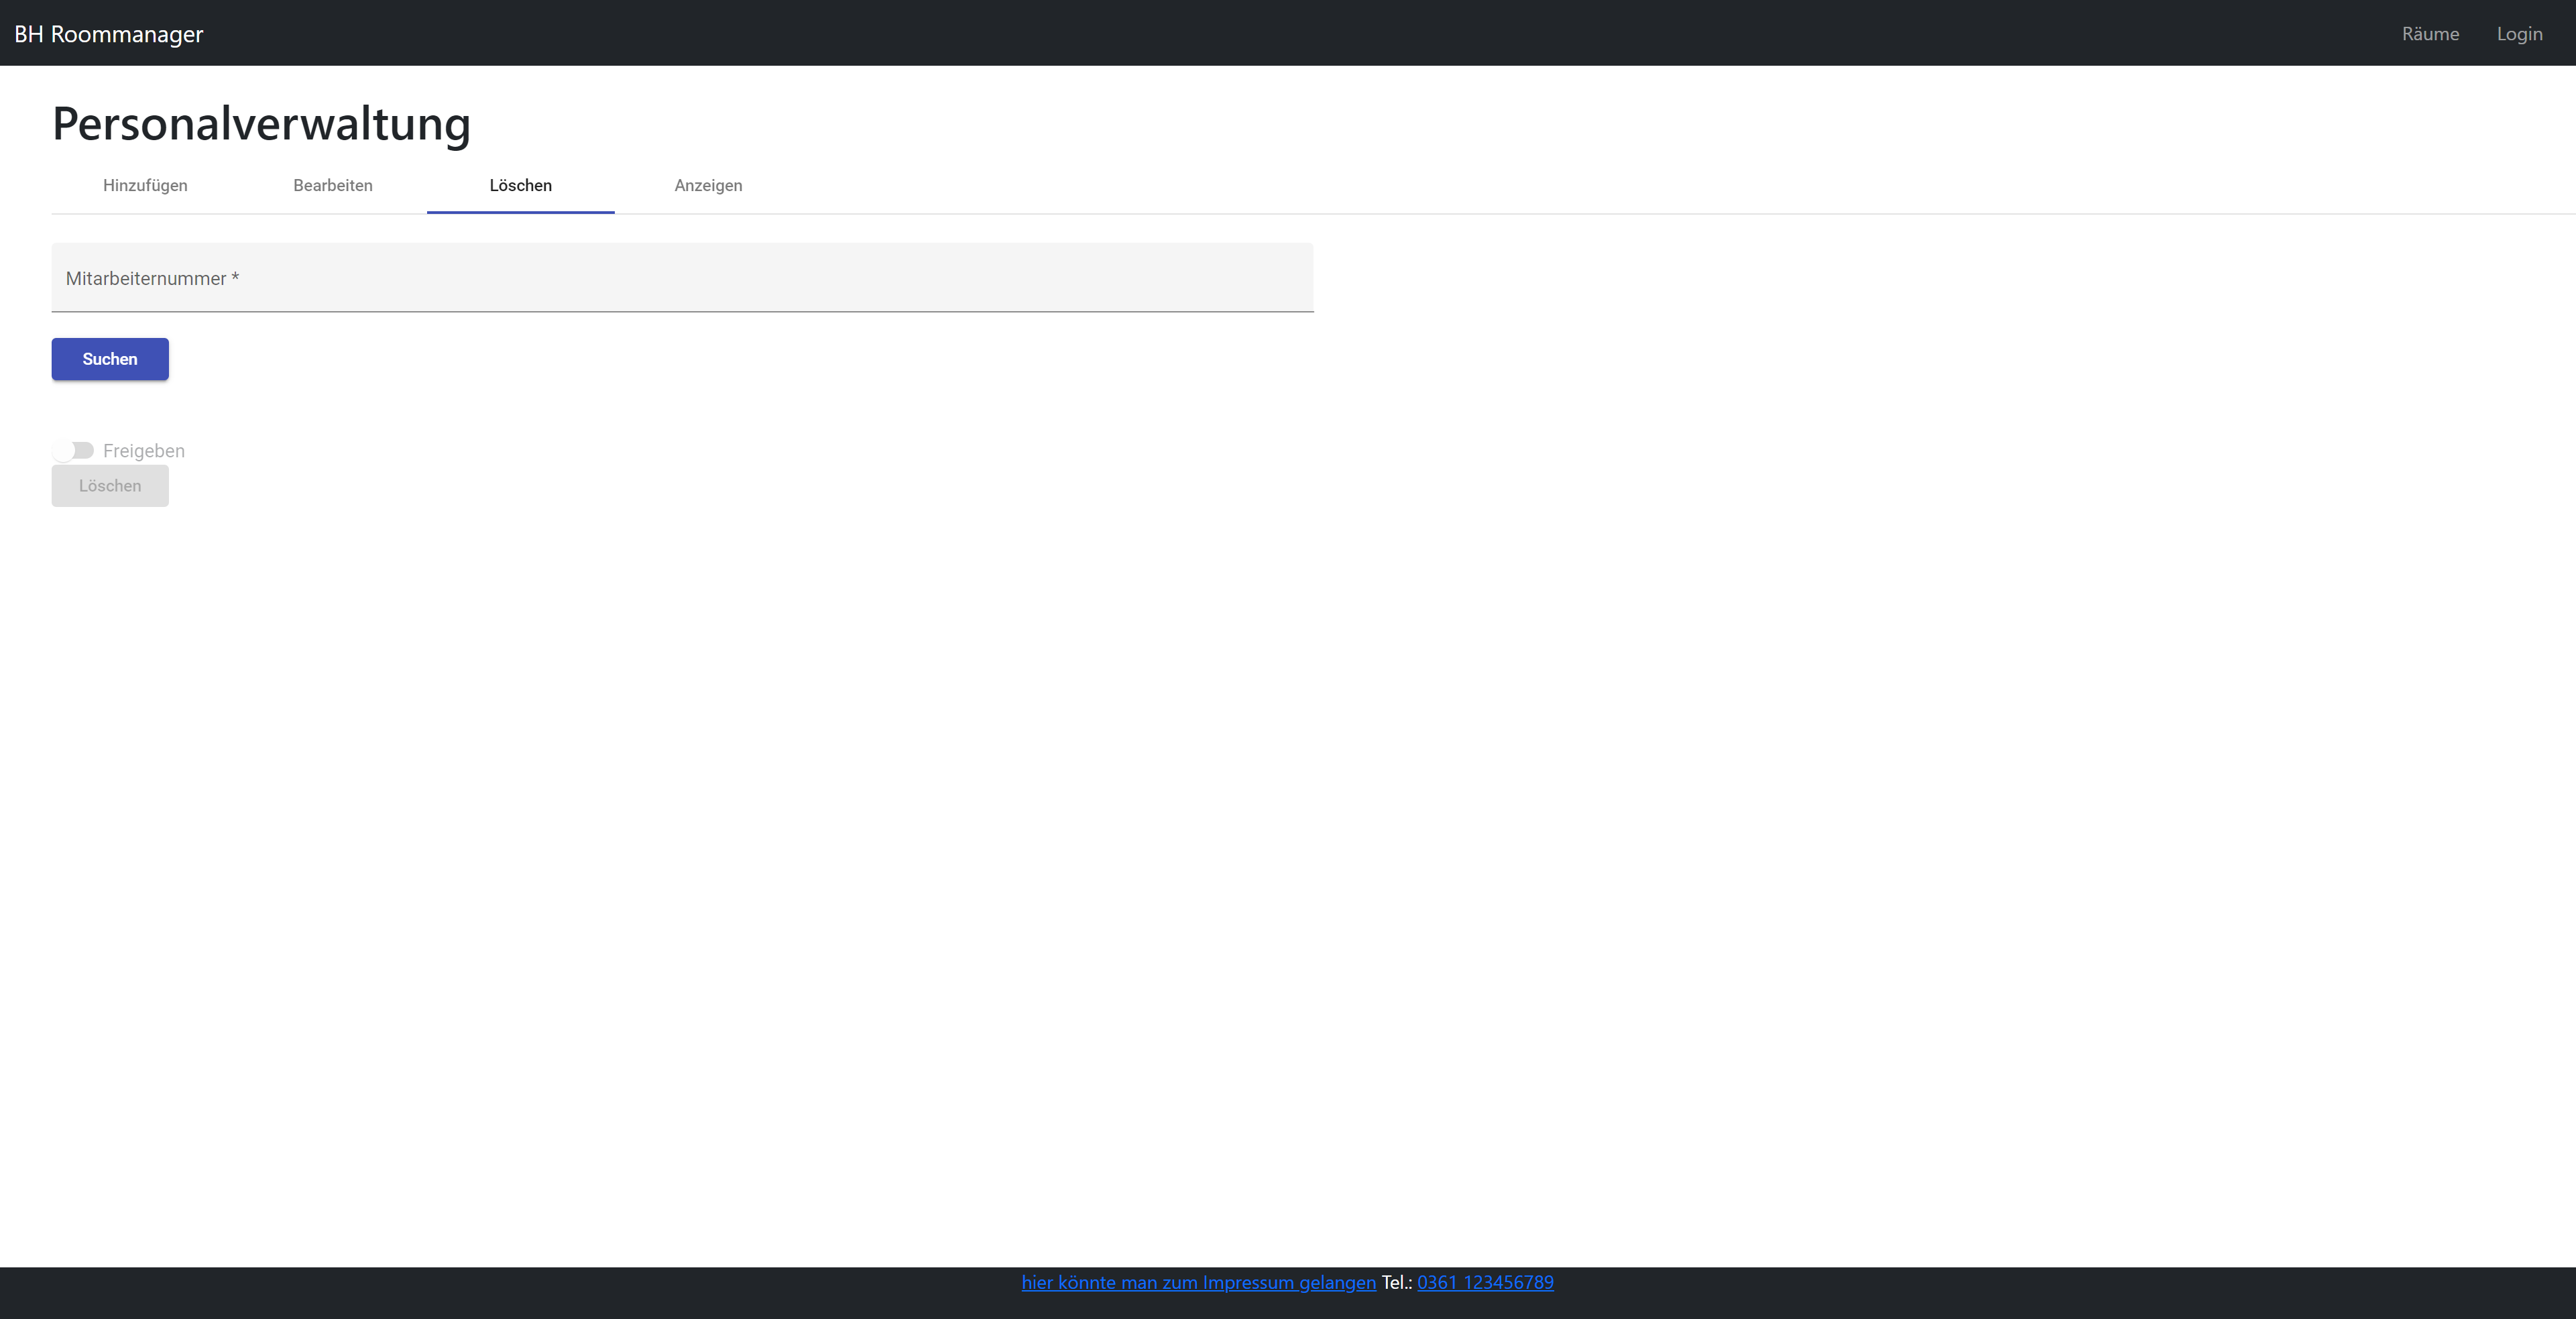 BH Roommanager Räume Login
Personalverwaltung
Hinzufügen Bearbeiten Löschen Anzeigen
Mitarbeiternummer *
Suchen
Freigeben
Löschen
hier könnte man zum Impressum gelangen Tel.: 0361 123456789